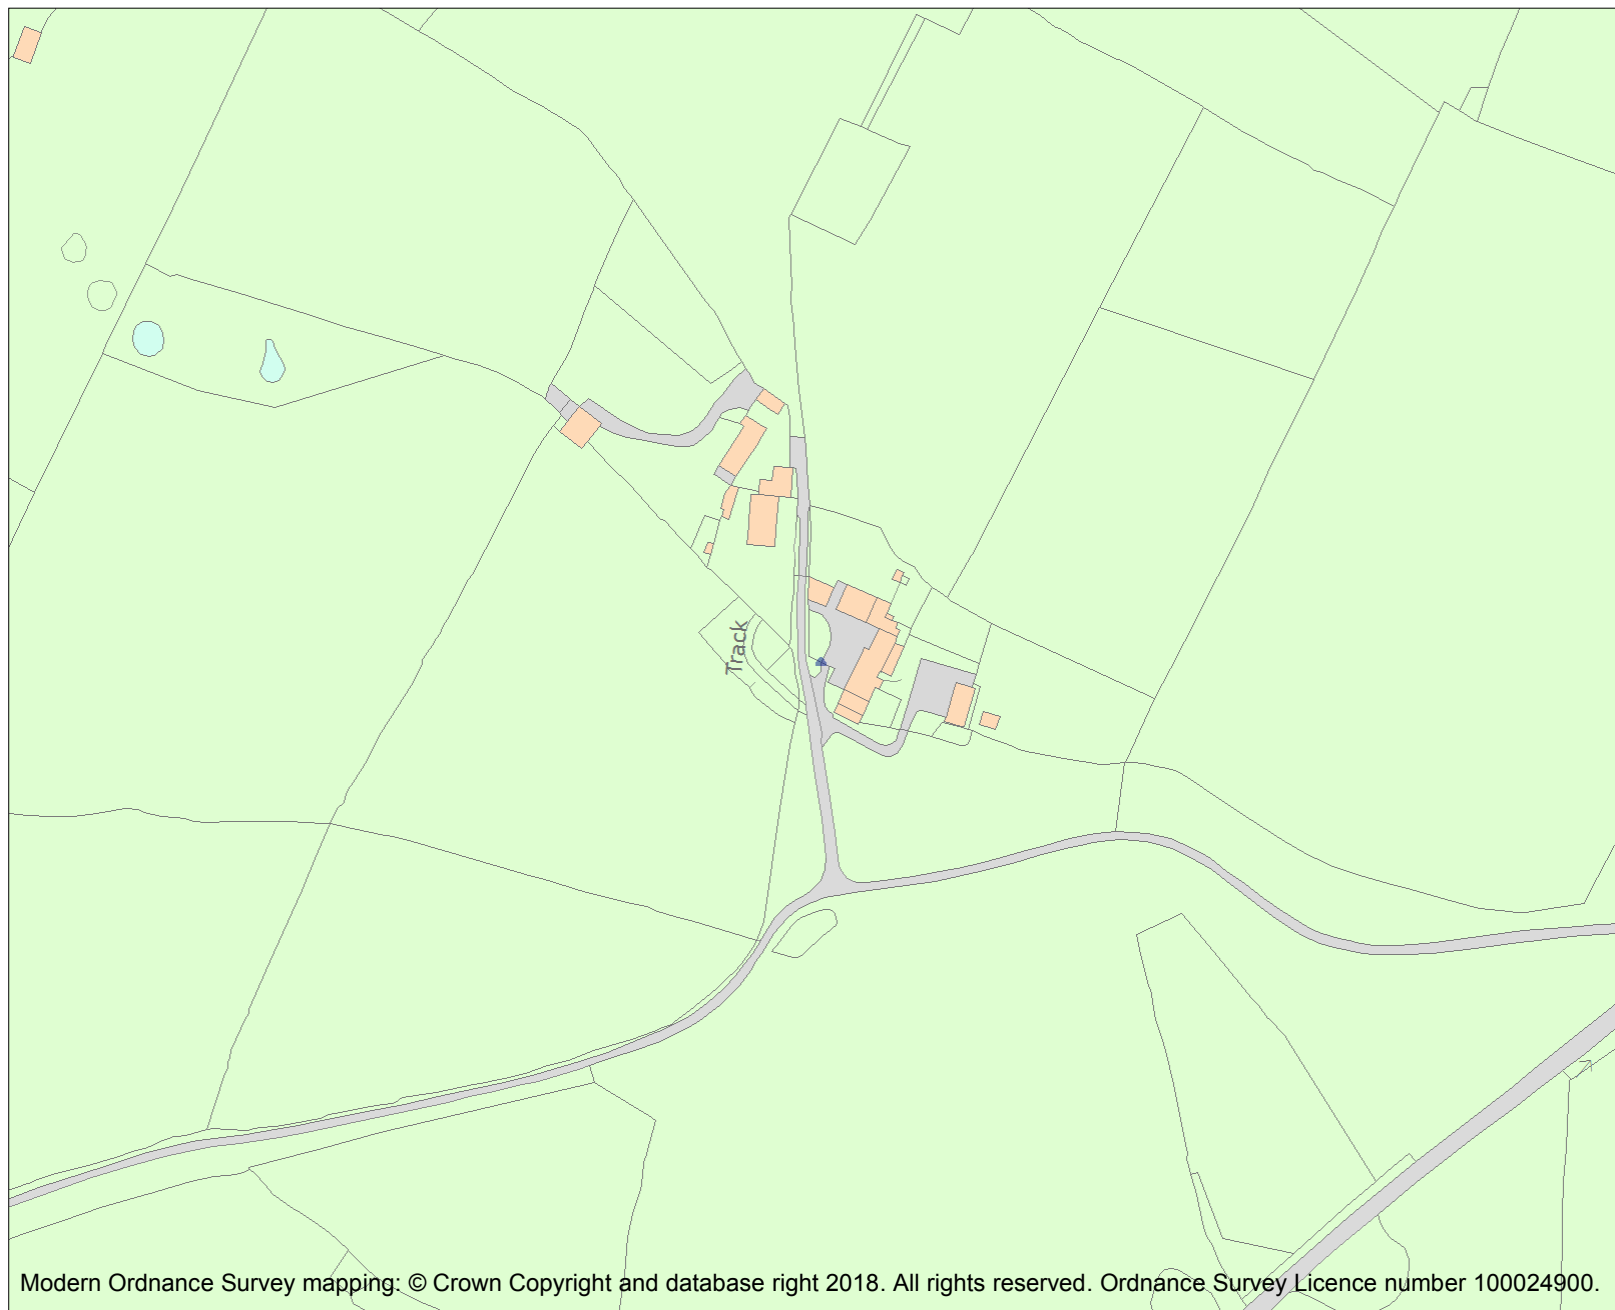 Track
Modern Ordnance Survey mapping: © Crown Copyright and database right 2018. All rights reserved. Ordnance Survey Licence number 100024900.